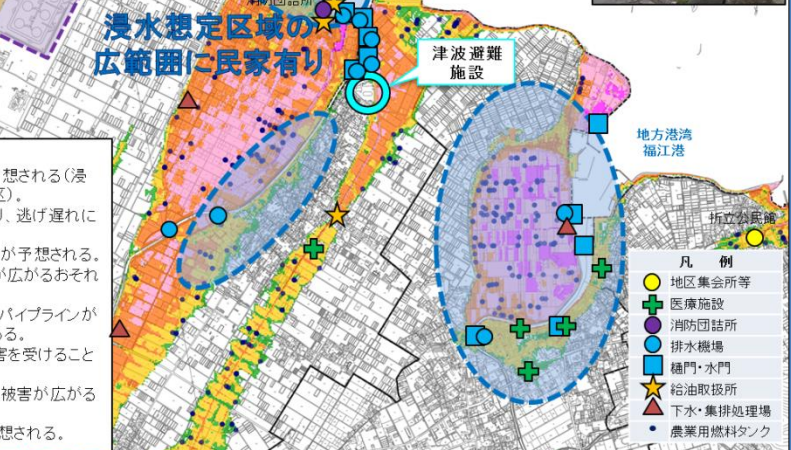 浸水想定区域の
広範囲に民家有り
津波避難
施設
地方港湾
福江港
折立公民館
想される(浸
区)。
り、逃げ遅れに
が予想される。
が広がるおそれ
パイプラインが
ある。
害を受けること
被害が広がる
想される。
凡 例
地区集会所等
医療施設
消防団詰所
排水機場
樋門・水門
給油取扱所
下水・集排処理場
農業用燃料タンク